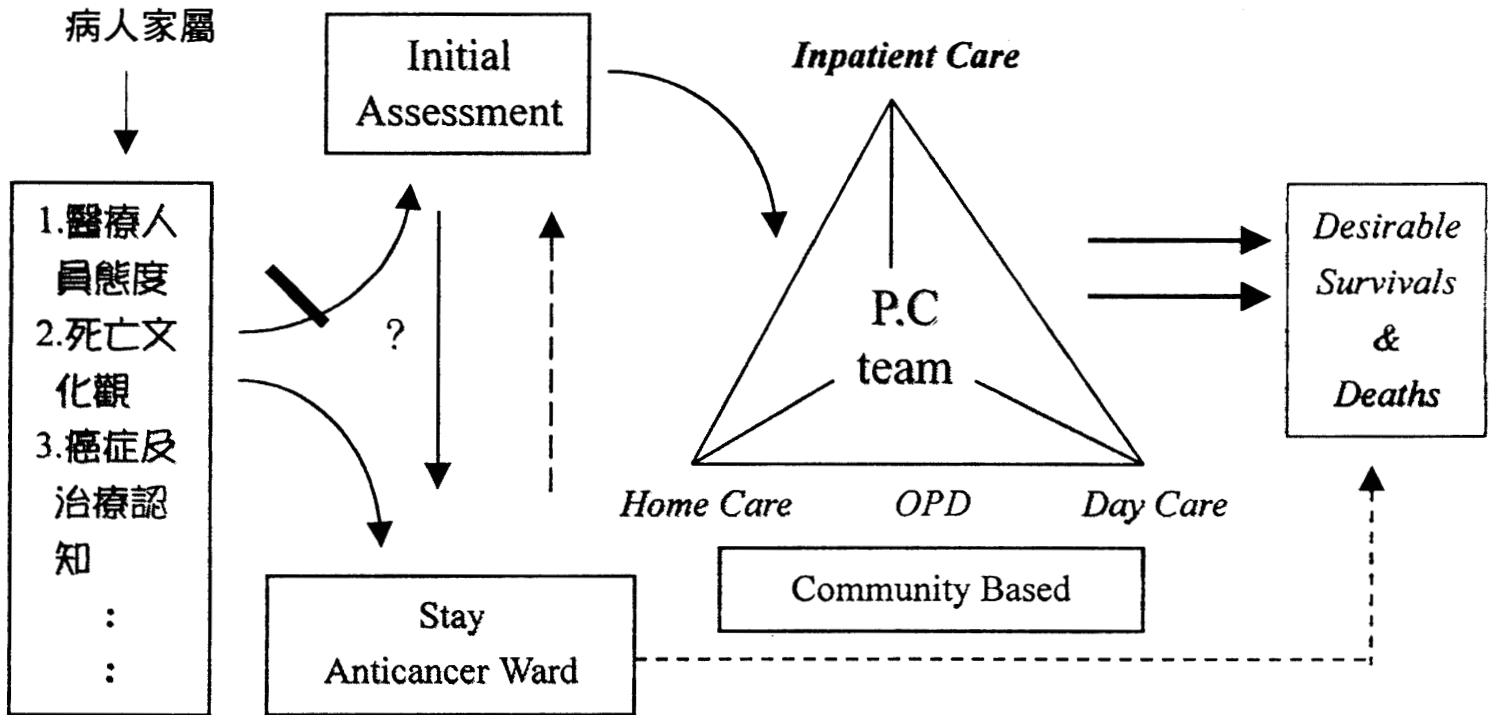 病人家屬
1.醫療人
員態度
2.死亡文
化觀
3.癌症及
治療認
知
:
:
Initial
Assessment
?
Stay
Anticancer Ward
Inpatient Care
P.C
team
Home Care
OPD
Day Care
Community Based
Desirable
Survivals
&
Deaths